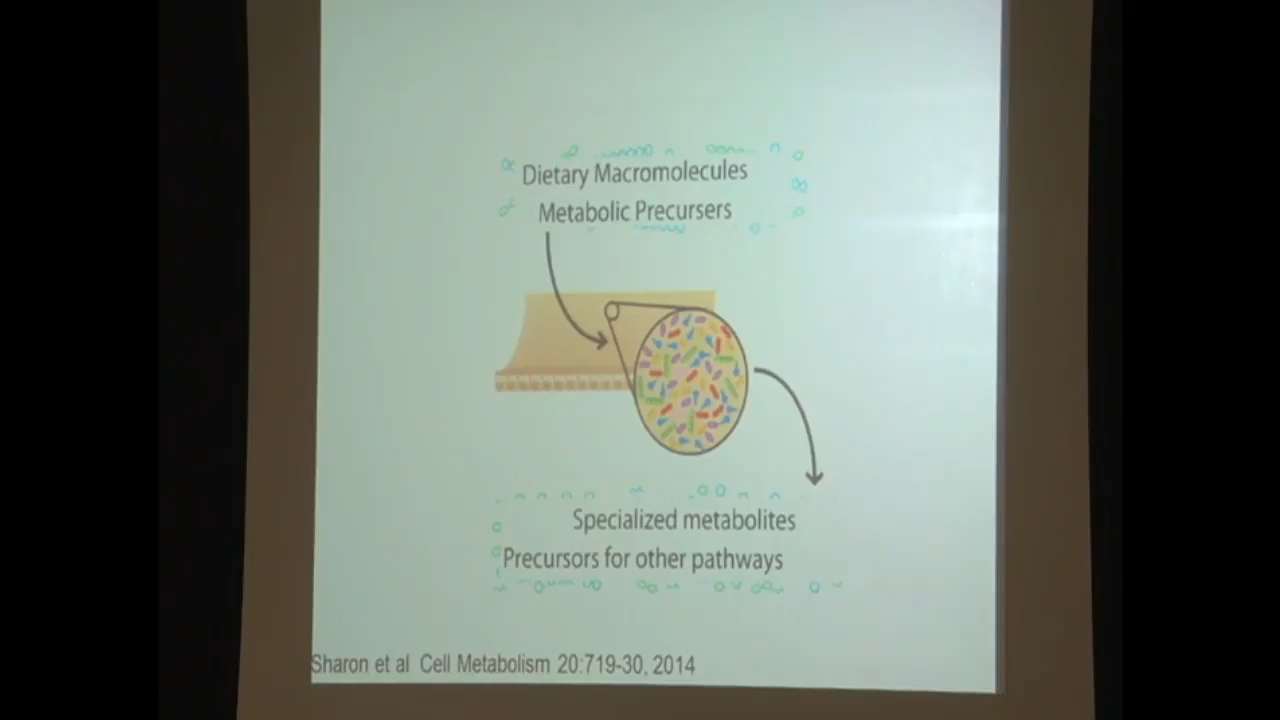 Dietary Macromolecules
Metabolic Precursers
Specialized metabolites
Precursors for other pathways
Sharon et al Cell Metabolism 20:719-30, 2014